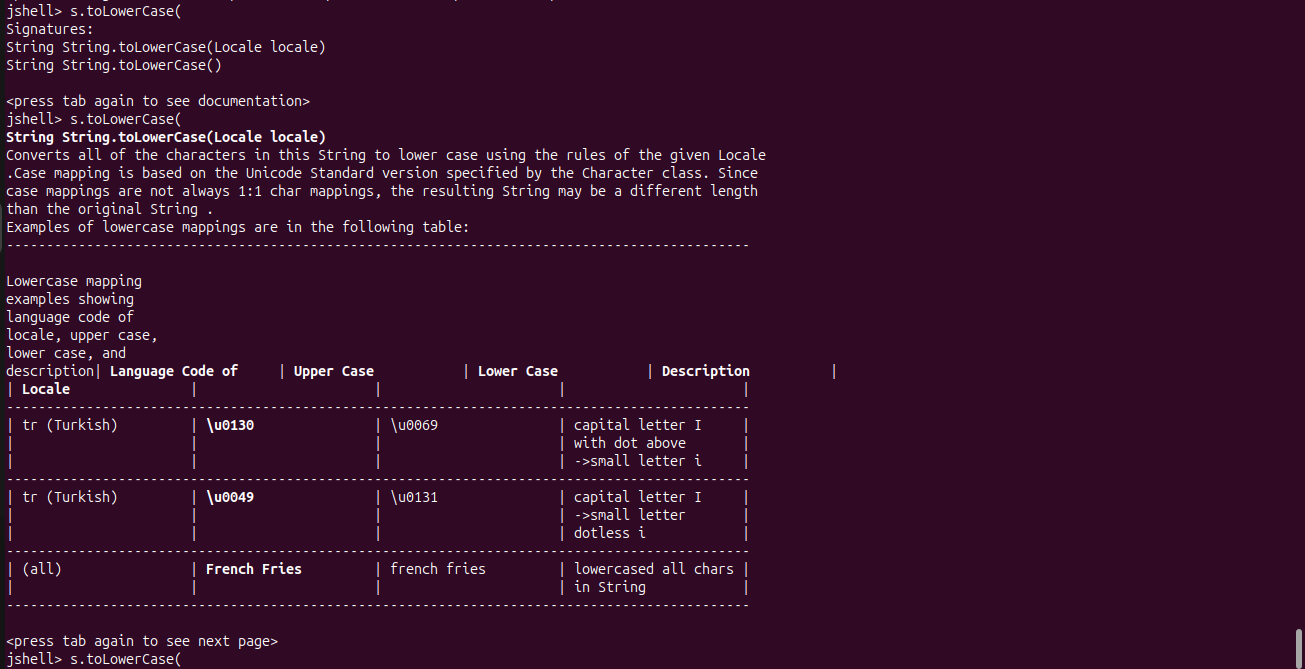 jshell> s.toLowerCase(
Signatures:
String String.toLowerCase(Locale locale)
String String.toLowerCase()
<press tab again to see documentation>
jshell> s.toLowerCase(
String String.toLowerCase(Locale locale)
Converts all of the characters in this String to lower case using the rules of the given Locale
.Case mapping is based on the Unicode Standard version specified by the Character class. Since
case mappings are not always 1:1 char mappings, the resulting String may be a different length
than the original String .
Examples of lowercase mappings are in the following table:
---------------------------------------------------------------------------------------------
Lowercase mapping
examples showing
language code of
locale, upper case,
lower case, and
description| Language Code of     | Upper Case           | Lower Case           | Description          |
| Locale               |                      |                      |                      |
---------------------------------------------------------------------------------------------
| tr (Turkish)         | \u0130               | \u0069               | capital letter I     |
|                      |                      |                      | with dot above       |
|                      |                      |                      | ->small letter i     |
---------------------------------------------------------------------------------------------
| tr (Turkish)         | \u0049               | \u0131               | capital letter I     |
|                      |                      |                      | ->small letter       |
|                      |                      |                      | dotless i            |
---------------------------------------------------------------------------------------------
| (all)                | French Fries         | french fries         | lowercased all chars |
|                      |                      |                      | in String            |
---------------------------------------------------------------------------------------------
<press tab again to see next page>
jshell> s.toLowerCase(